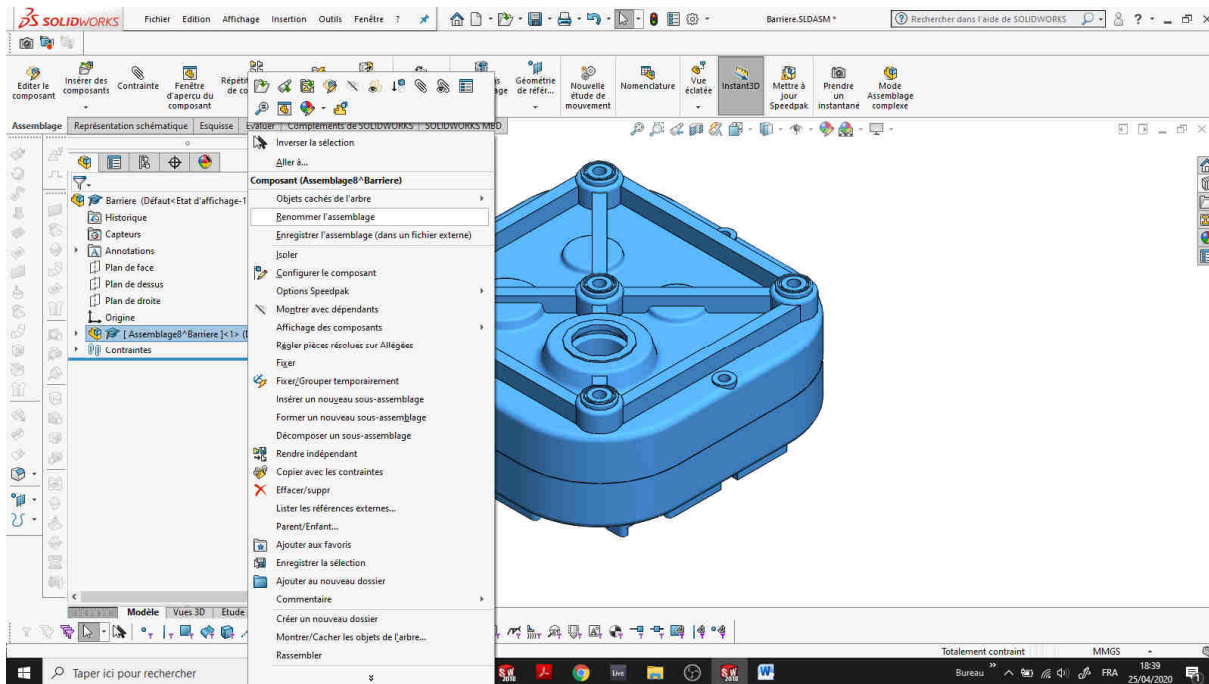 SOLIDWORKS Fichier Edition Affichage Insertion Outils Fenêtre ? Barriere.SLDASM * Rechercher dans l'aide de SOLIDWORKS
Editer le composant
Insérer des composants
Contrainte
Fenêtre d'aperçu du composant
Géométrie de référ...
Nouvelle étude de mouvement
Nomenclature
Vue éclatée
Instant3D
Mettre à jour Speedpak
Prendre un instantané
Mode Assemblage complexe
Assemblage Représentation schématique Esquisse Evaluer Compléments de SOLIDWORKS SOLIDWORKS MBD
Barriere (Défaut<Etat d'affichage-1
Historique
Capteurs
Annotations
Plan de face
Plan de dessus
Plan de droite
Origine
[ Assemblage8^Barriere ]<1> (D
Contraintes
Inverser la sélection
Aller à...
Composant (Assemblage8^Barriere)
Objets cachés de l'arbre
Renommer l'assemblage
Enregistrer l'assemblage (dans un fichier externe)
Isoler
Configurer le composant
Options Speedpak
Montrer avec dépendants
Affichage des composants
Régler pièces résolues sur Allégées
Fixer
Fixer/Grouper temporairement
Insérer un nouveau sous-assemblage
Former un nouveau sous-assemblage
Décomposer un sous-assemblage
Rendre indépendant
Copier avec les contraintes
Effacer/suppr
Lister les références externes...
Parent/Enfant...
Ajouter aux favoris
Enregistrer la sélection
Ajouter au nouveau dossier
Commentaire
Créer un nouveau dossier
Montrer/Cacher les objets de l'arbre...
Rassembler
Modèle Vues 3D Etude
Totalement contraint MMGS
Taper ici pour rechercher
Bureau FRA 18:39
25/04/2020